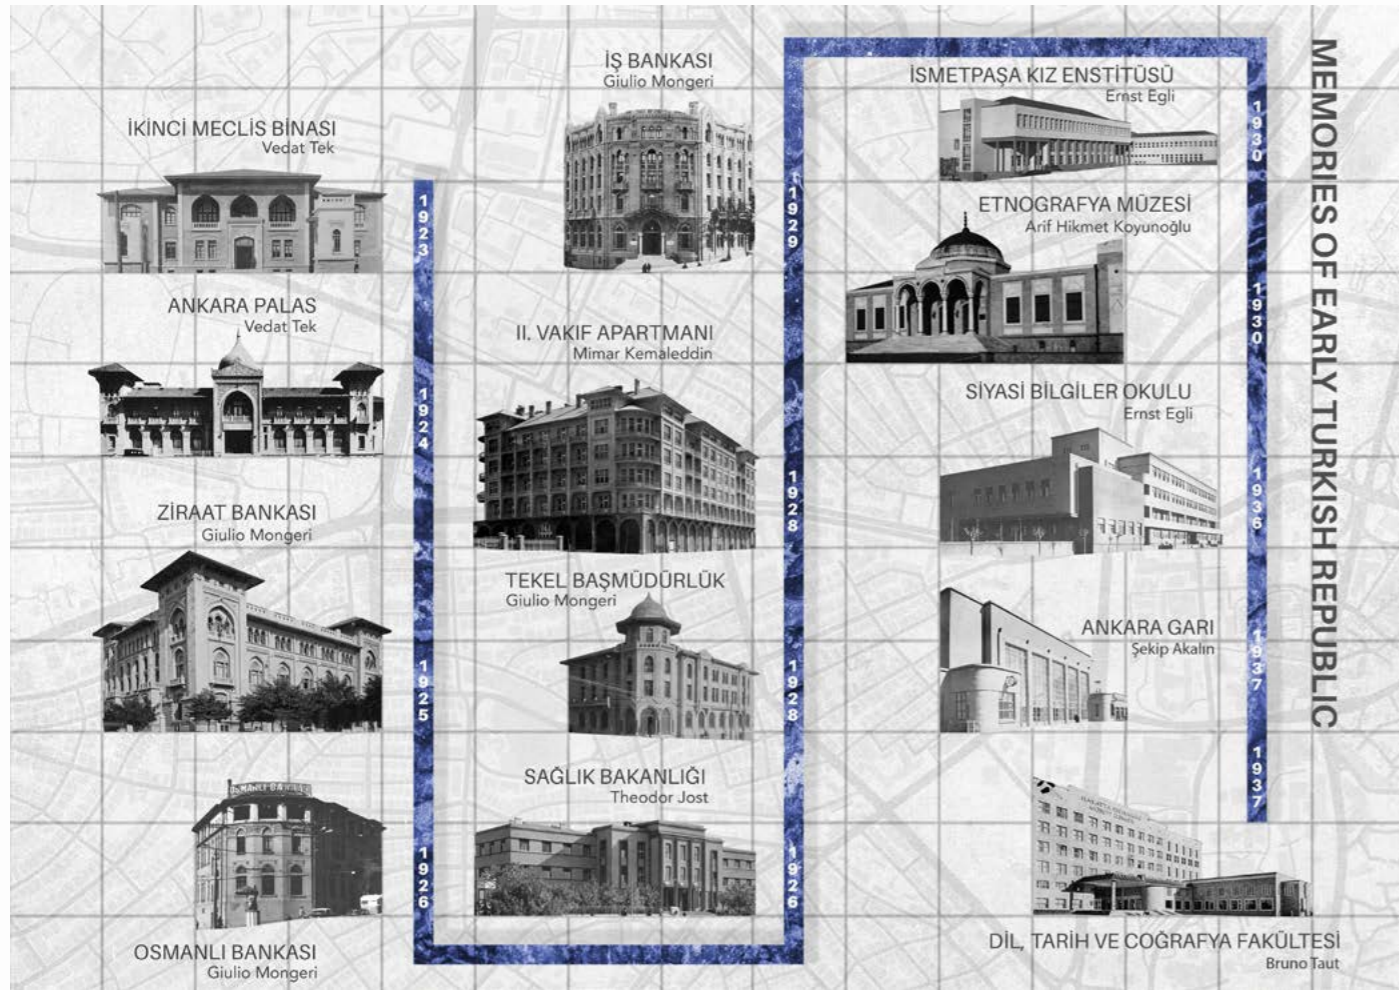 İKİNCİ MECLİS BİNASI
Vedat Tek
1923
ANKARA PALAS
Vedat Tek
1924
ZİRAAT BANKASI
Giulio Mongeri
1925
OSMANLI BANKASI
1926
OSMANLI BANKASI
Giulio Mongeri
İŞ BANKASI
Giulio Mongeri
1929
II. VAKIF APARTMANI
Mimar Kemaleddin
1928
TEKEL BAŞMÜDÜRLÜK
Giulio Mongeri
1928
SAĞLIK BAKANLIĞI
Theodor Jost
1926
İSMETPAŞA KIZ ENSTİTÜSÜ
Ernst Egli
1930
ETNOGRAFYA MÜZESİ
Arif Hikmet Koyunoğlu
1930
SİYASİ BİLGİLER OKULU
Ernst Egli
1936
ANKARA GARI
Şekip Akalın
1937
1937
DİL, TARİH VE COĞRAFYA FAKÜLTESİ
Bruno Taut
MEMORIES OF EARLY TURKISH REPUBLIC